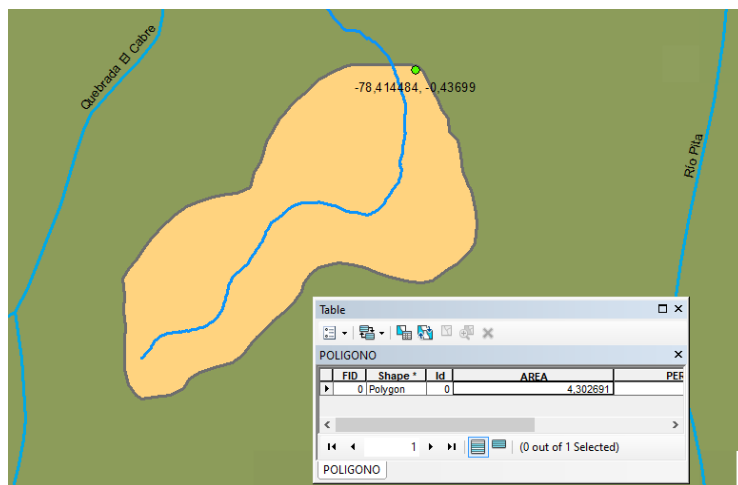 Quebrada El Cabre
-78,414484, -0,43699
Río Pita
Table
POLIGONO
FID Shape * Id AREA PER
0 Polygon 0 4,302691
1 (0 out of 1 Selected)
POLIGONO